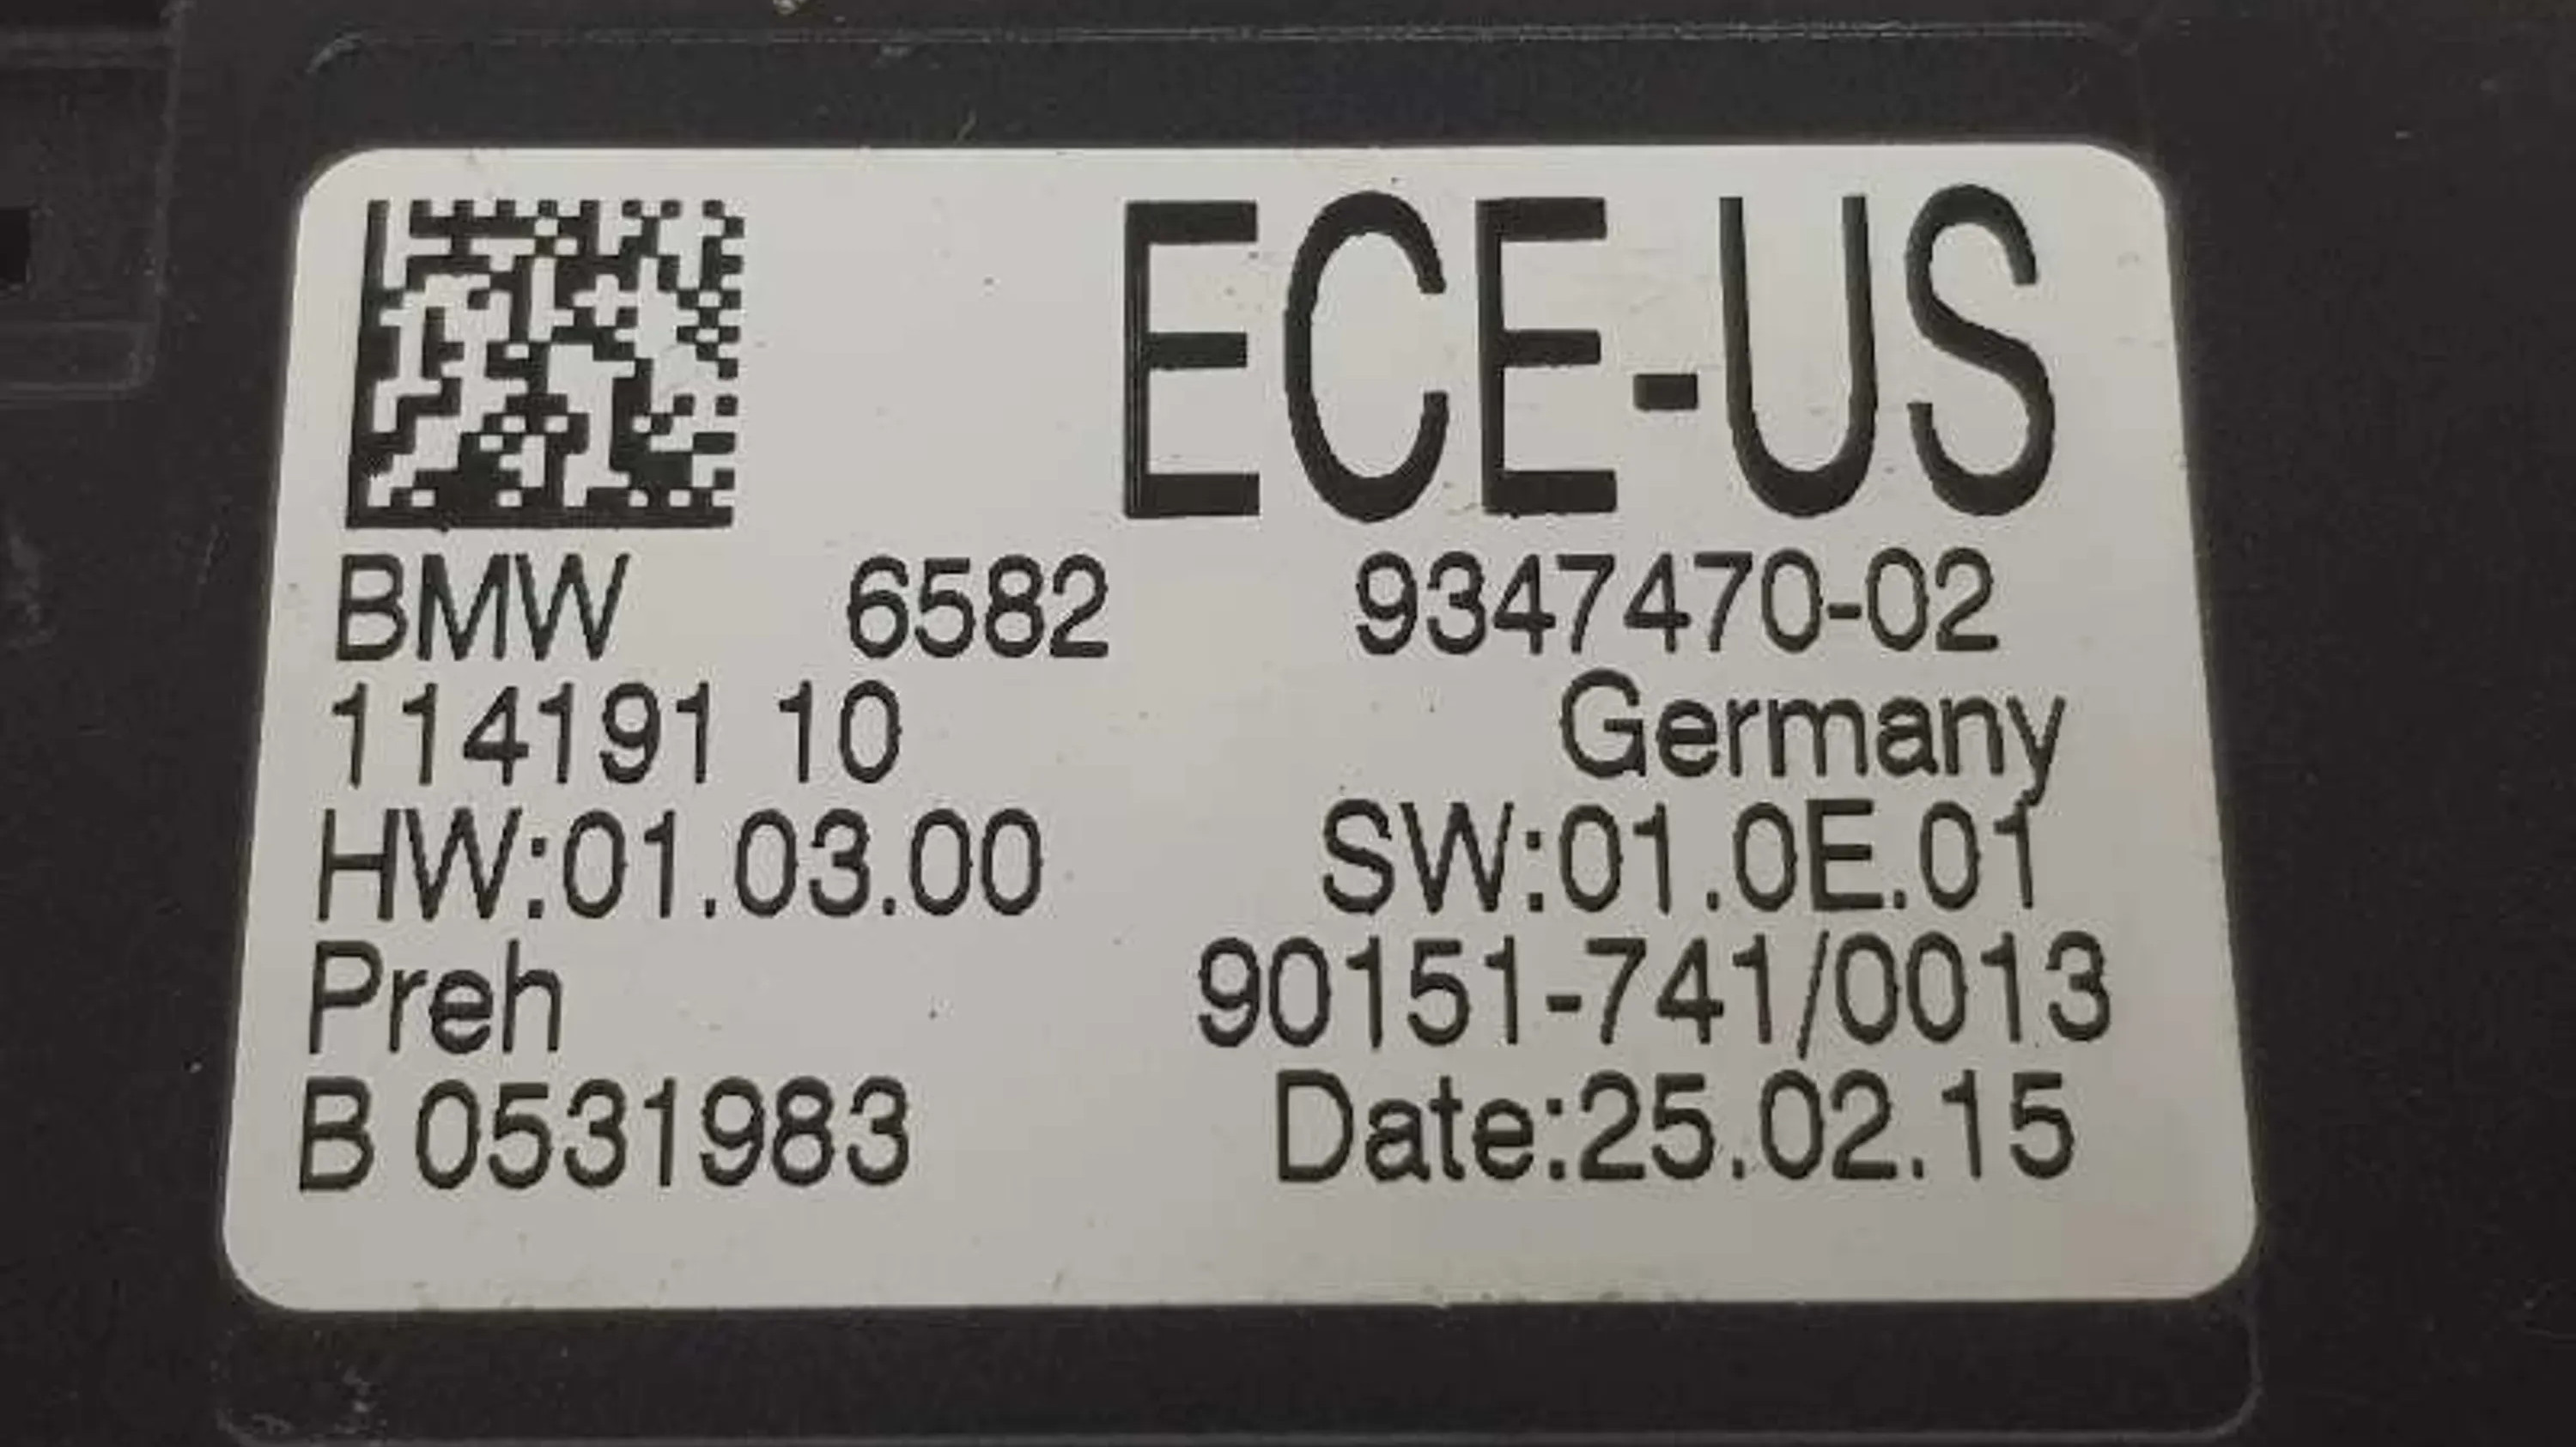 ECE-US
BMW 6582 9347470-02
114191 10 Germany
HW:01.03.00 SW:01.0E.01
Preh 90151-741/0013
B 0531983 Date:25.02.15